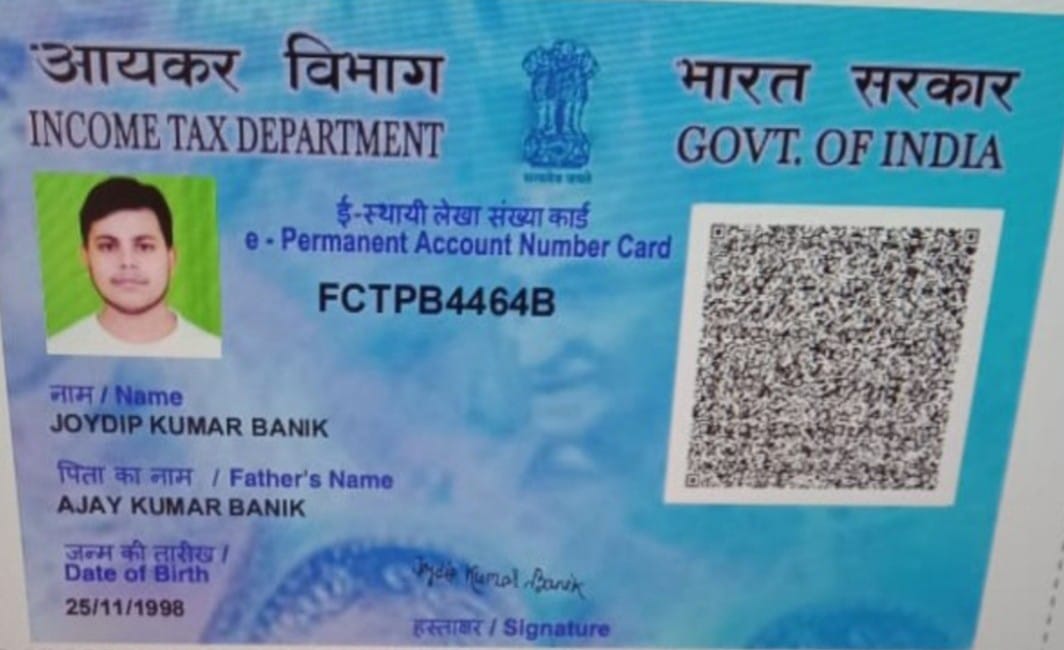 आयकर विभाग
INCOME TAX DEPARTMENT
भारत सरकार
GOVT. OF INDIA
सत्यमेव जयते
ई-स्थायी लेखा संख्या कार्ड
e - Permanent Account Number Card
FCTPB4464B
नाम / Name
JOYDIP KUMAR BANIK
पिता का नाम / Father's Name
AJAY KUMAR BANIK
जन्म की तारीख /
Date of Birth
25/11/1998
Joydip Kumar Banik
हस्ताक्षर / Signature